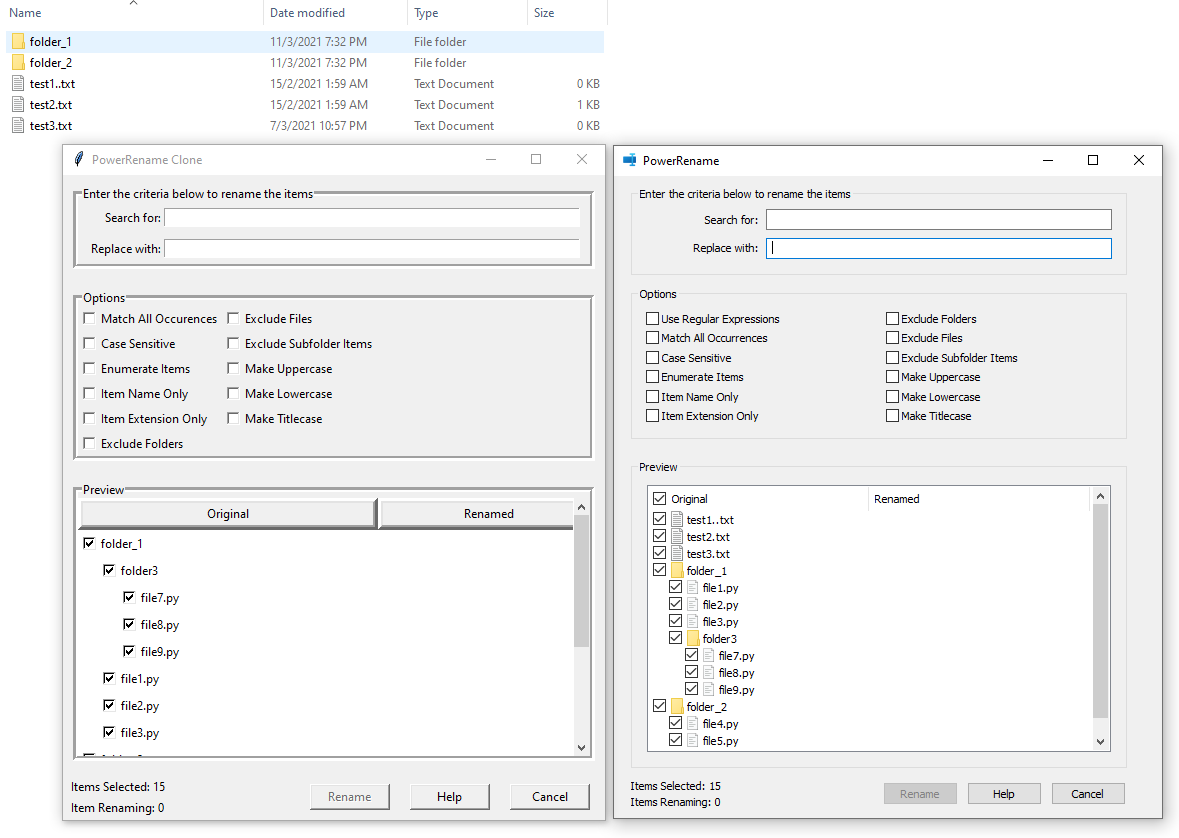 Name Date modified Type Size
folder_1 11/3/2021 7:32 PM File folder
folder_2 11/3/2021 7:32 PM File folder
test1..txt 15/2/2021 1:59 AM Text Document 0 KB
test2.txt 15/2/2021 1:59 AM Text Document 1 KB
test3.txt 7/3/2021 10:57 PM Text Document 0 KB
PowerRename Clone
Enter the criteria below to rename the items
Search for:
Replace with:
Options
Match All Occurences Exclude Files
Case Sensitive Exclude Subfolder Items
Enumerate Items Make Uppercase
Item Name Only Make Lowercase
Item Extension Only Make Titlecase
Exclude Folders
Preview
Original Renamed
folder_1
folder3
file7.py
file8.py
file9.py
file1.py
file2.py
file3.py
Items Selected: 15
Item Renaming: 0
Rename Help Cancel
PowerRename
Enter the criteria below to rename the items
Search for:
Replace with:
Options
Use Regular Expressions Exclude Folders
Match All Occurrences Exclude Files
Case Sensitive Exclude Subfolder Items
Enumerate Items Make Uppercase
Item Name Only Make Lowercase
Item Extension Only Make Titlecase
Preview
Original Renamed
test1..txt
test2.txt
test3.txt
folder_1
file1.py
file2.py
file3.py
folder3
file7.py
file8.py
file9.py
folder_2
file4.py
file5.py
Items Selected: 15
Items Renaming: 0
Rename Help Cancel